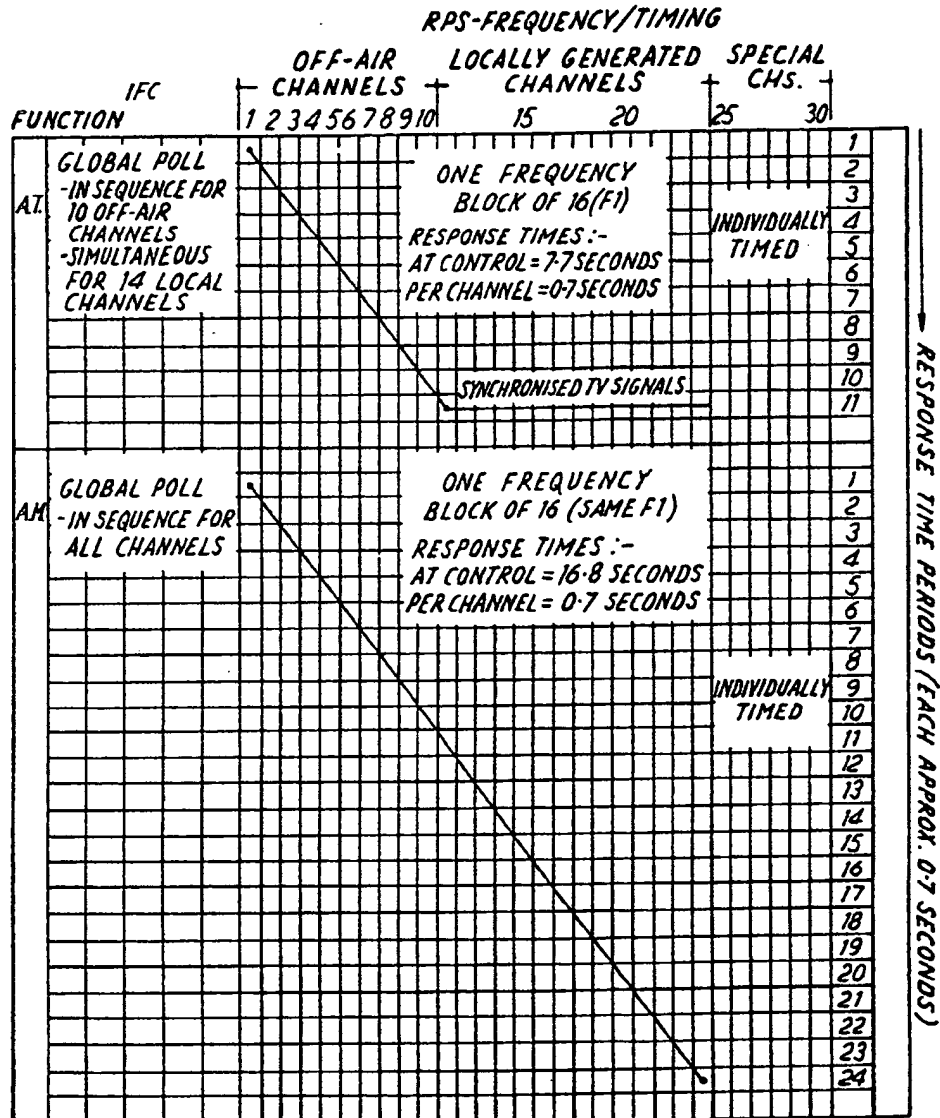 RPS-FREQUENCY/TIMING
OFF-AIR CHANNELS
LOCALLY GENERATED CHANNELS
SPECIAL CHs.
IFC
FUNCTION
1 2 3 4 5 6 7 8 9 10 15 20 25 30
A.T.
GLOBAL POLL
-IN SEQUENCE FOR
10 OFF-AIR
CHANNELS
-SIMULTANEOUS
FOR 14 LOCAL
CHANNELS
ONE FREQUENCY
BLOCK OF 16(F1)
RESPONSE TIMES :-
AT CONTROL = 7·7 SECONDS
PER CHANNEL = 0·7 SECONDS
INDIVIDUALLY
TIMED
SYNCHRONISED TV SIGNALS
1
2
3
4
5
6
7
8
9
10
11
A.M.
GLOBAL POLL
-IN SEQUENCE FOR
ALL CHANNELS
ONE FREQUENCY
BLOCK OF 16 (SAME F1)
RESPONSE TIMES :-
AT CONTROL = 16·8 SECONDS
PER CHANNEL = 0·7 SECONDS
INDIVIDUALLY
TIMED
1
2
3
4
5
6
7
8
9
10
11
12
13
14
15
16
17
18
19
20
21
22
23
24
RESPONSE TIME PERIODS (EACH APPROX. 0·7 SECONDS)